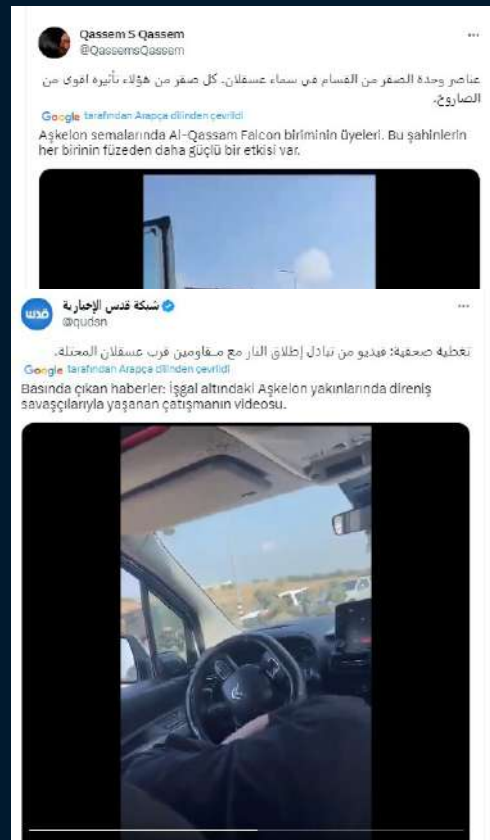 Qassem S Qassem
@QassemsQassem
عناصر وحدة الصقر من القسام في سماء عسقلان. كل صقر من هؤلاء تأثيره اقوى من
الصاروخ.
Google tarafından Arapça dilinden çevrildi
Aşkelon semalarında Al-Qassam Falcon biriminin üyeleri. Bu şahinlerin
her birinin füzeden daha güçlü bir etkisi var.
قدس
شبكة قدس الإخبارية
@qudsn
تغطية صحفية: فيديو من تبادل إطلاق النار مع مـقاومين قرب عسقلان المحتلة.
Google tarafından Arapça dilinden çevrildi
Basında çıkan haberler: İşgal altındaki Aşkelon yakınlarında direniş
savaşçılarıyla yaşanan çatışmanın videosu.